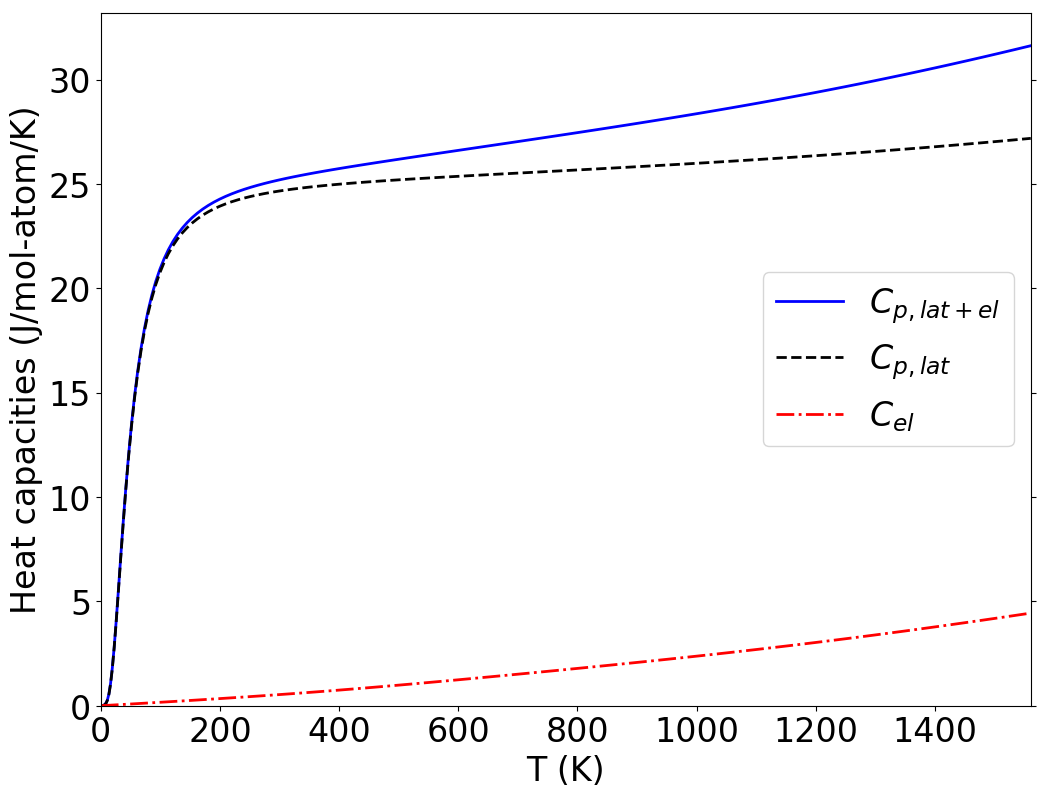 Heat capacities (J/mol-atom/K)
30
25
20
15
10
5
0
C_{p, lat + el}
C_{p, lat}
C_{el}
0 200 400 600 800 1000 1200 1400
T (K)